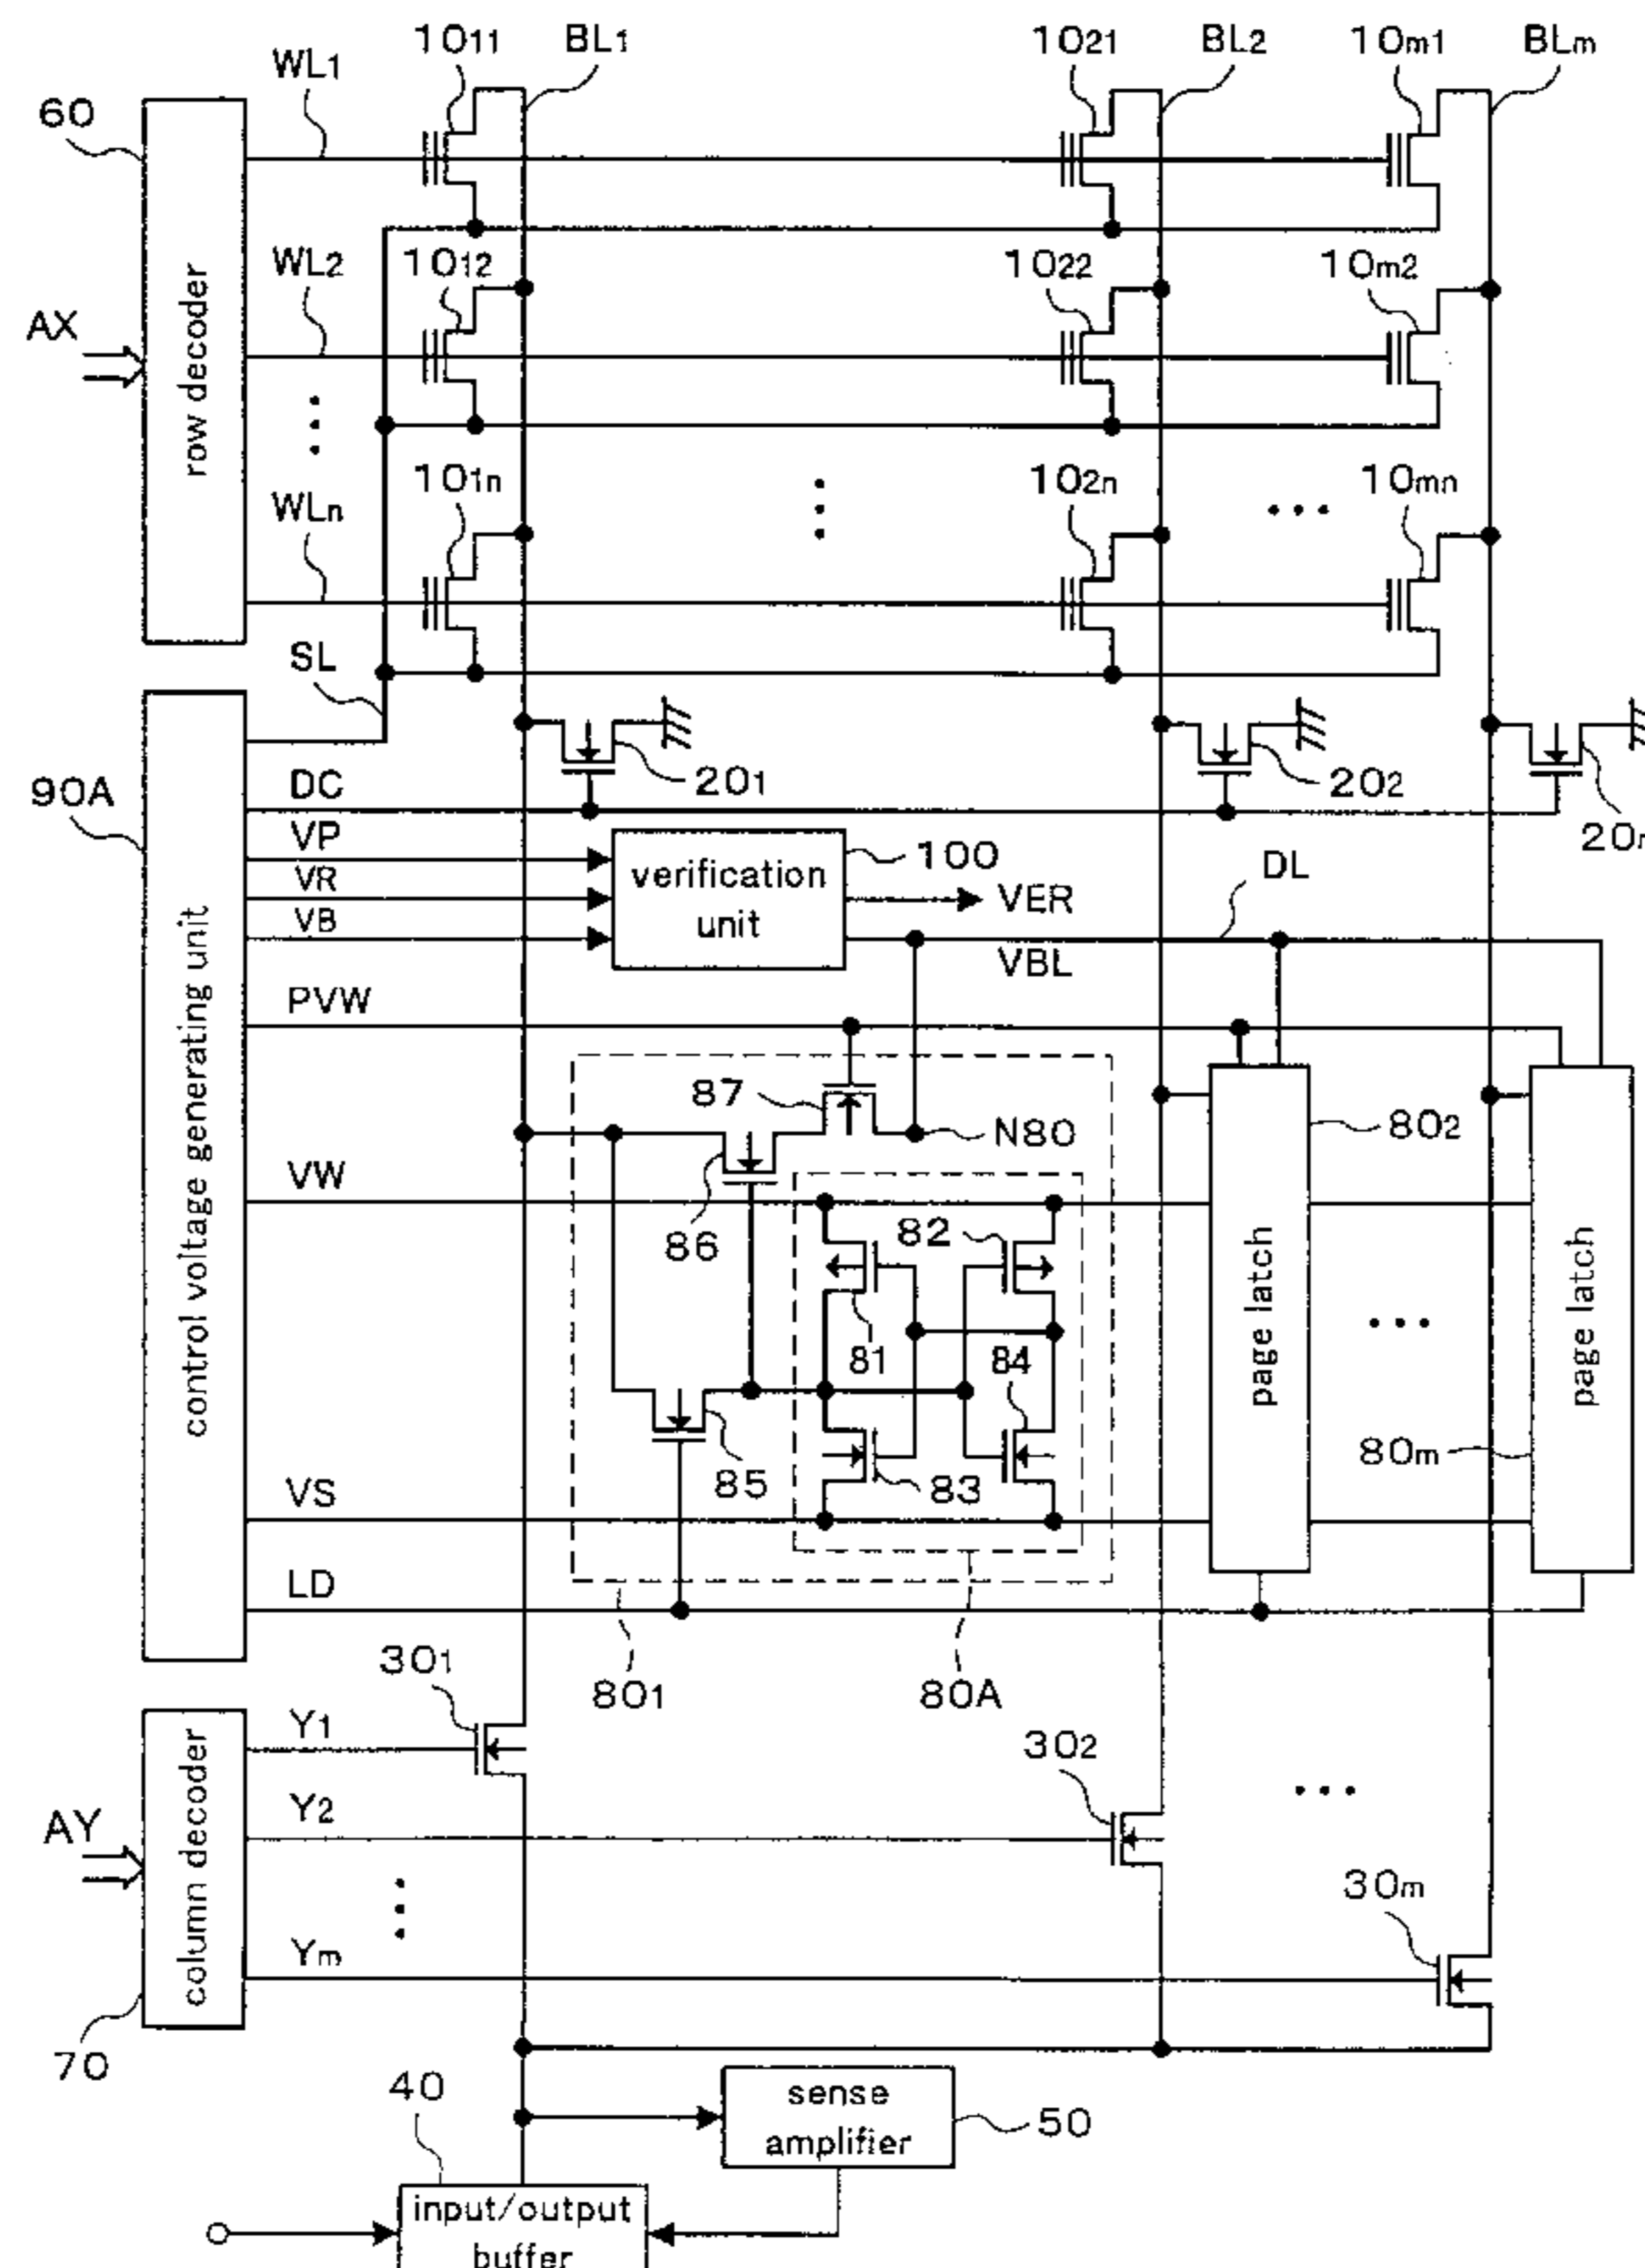 1011 BL1 1021 BL2 10m1 BLm
WL1
60
WL2 1012 1022 10m2
AX
row decoder
WLn 101n 102n 10mn
SL
90A
DC 201 202 20
VP
VR
VB
verification
unit
100
VER
VBL
DL
control voltage generating unit
PVW
87
N80
802
VW
86
82
81
84
page latch
page latch
80m
85
83
VS
LD
801
80A
301
Y1
302
Y2
AY
column decoder
30m
Ym
70
40
sense
amplifier
50
input/output
buffer